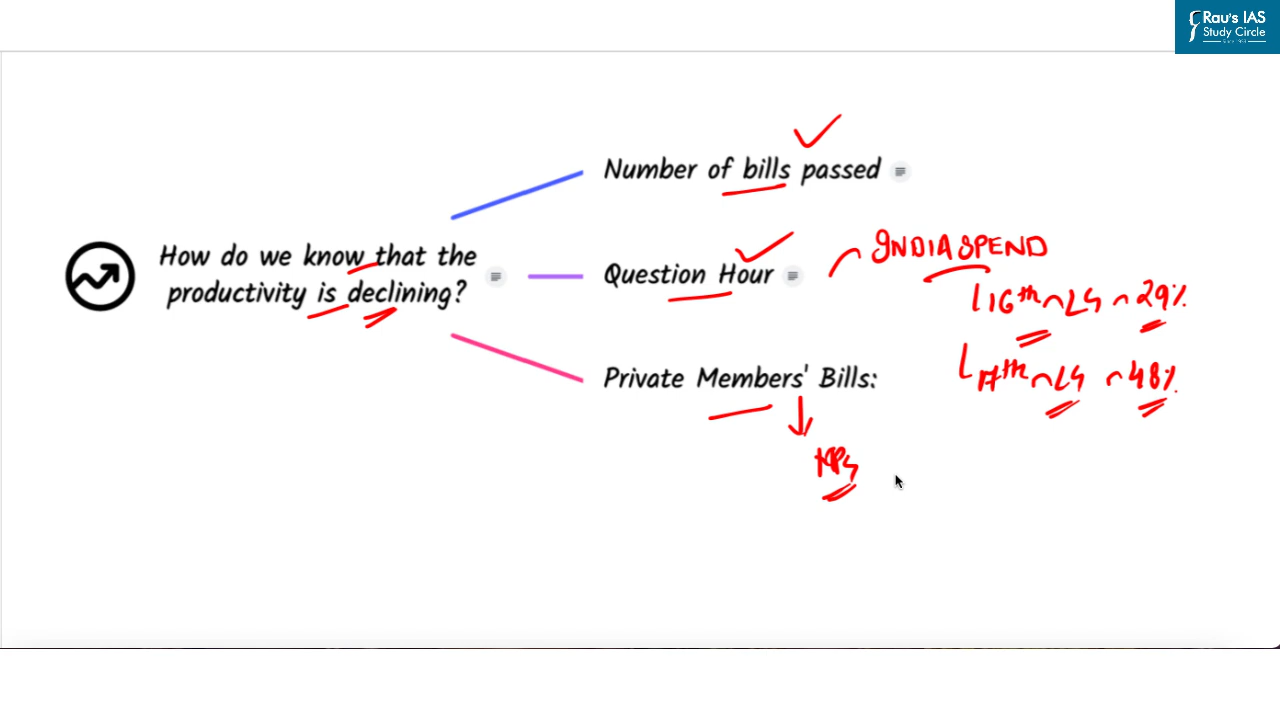 Rau's IAS
Study Circle
Number of bills passed
How do we know that the
productivity is declining?
Question Hour
INDIASPEND
16th LS 29%
17th LS 48%
Private Members' Bills:
MPs